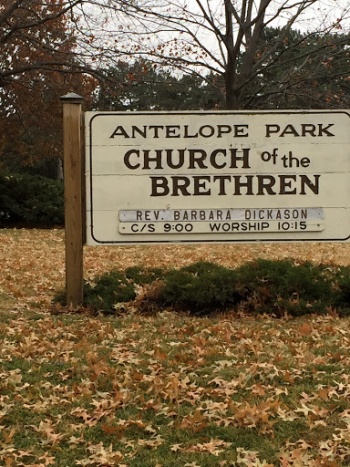 ANTELOPE PARK
CHURCH of the
BRETHREN
REV. BARBARA DICKASON
C/S 9:00 WORSHIP 10:15